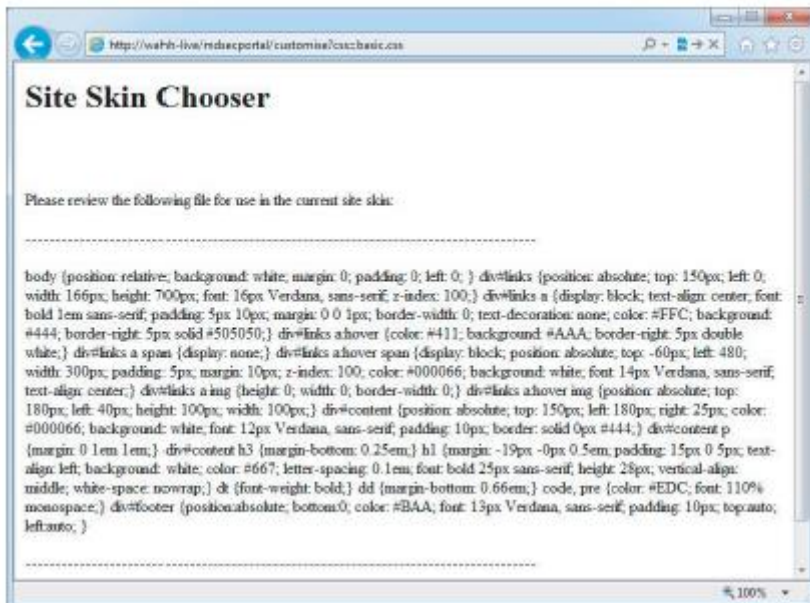 http://wahh-live/mdsecportal/customise?css=basic.css
Site Skin Chooser
Please review the following file for use in the current site skin:
--------------------------------------------------------------------------------
body {position: relative; background: white; margin: 0; padding: 0; left: 0; } div#links {position: absolute; top: 150px; left: 0;
width: 166px; height: 700px; font: 16px Verdana, sans-serif; z-index: 100;} div#links a {display: block; text-align: center; font:
bold 1em sans-serif; padding: 5px 10px; margin: 0 0 1px; border-width: 0; text-decoration: none; color: #FFC; background:
#444; border-right: 5px solid #505050;} div#links a:hover {color: #411; background: #AAA; border-right: 5px double
white;} div#links a span {display: none;} div#links a:hover span {display: block; position: absolute; top: -60px; left: 480;
width: 300px; padding: 5px; margin: 10px; z-index: 100; color: #000066; background: white; font: 14px Verdana, sans-serif;
text-align: center;} div#links a img {height: 0; width: 0; border-width: 0;} div#links a:hover img {position: absolute; top:
180px; left: 40px; height: 100px; width: 100px;} div#content {position: absolute; top: 150px; left: 180px; right: 25px; color:
#000066; background: white; font: 12px Verdana, sans-serif; padding: 10px; border: solid 0px #444;} div#content p
{margin: 0 1em 1em;} div#content h3 {margin-bottom: 0.25em;} h1 {margin: -19px -0px 0.5em; padding: 15px 0 5px; text-
align: left; background: white; color: #667; letter-spacing: 0.1em; font: bold 25px sans-serif; height: 28px; vertical-align:
middle; white-space: nowrap;} dt {font-weight: bold;} dd {margin-bottom: 0.66em;} code, pre {color: #EDC; font: 110%
monospace;} div#footer {position:absolute; bottom:0; color: #BAA; font: 13px Verdana, sans-serif; padding: 10px; top:auto;
left:auto; }
--------------------------------------------------------------------------------
100%